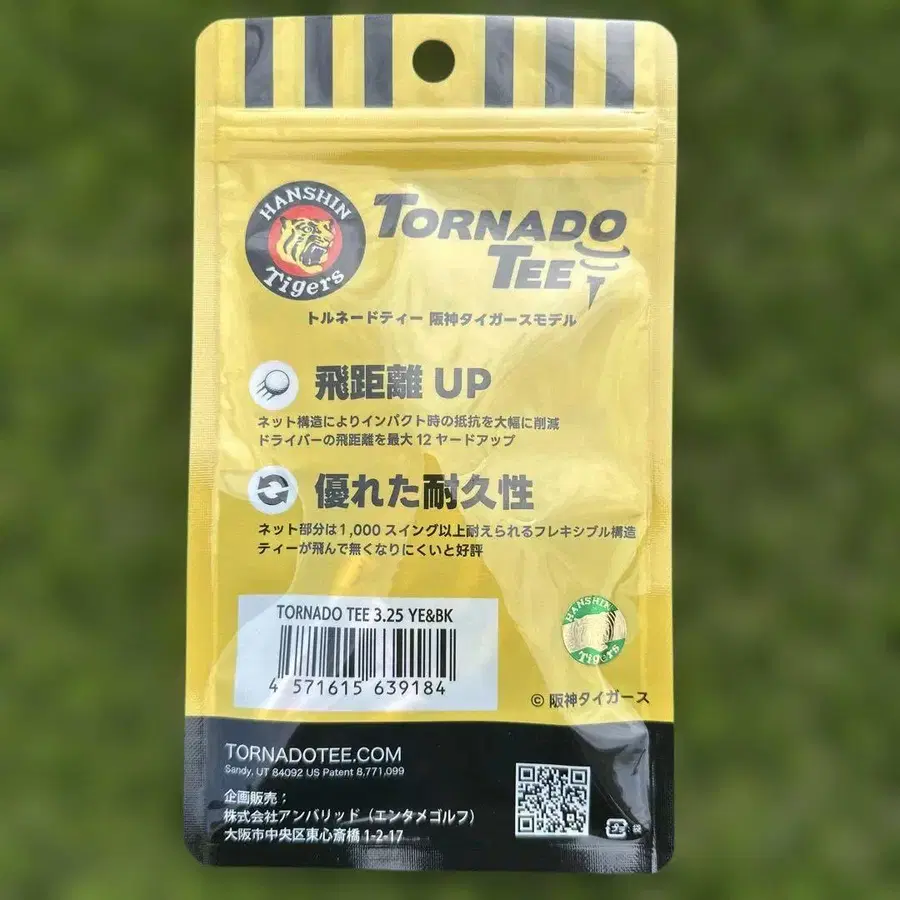 HANSHIN
Tigers
TORNADO
TEE
トルネードティー 阪神タイガースモデル
飛距離 UP
ネット構造によりインパクト時の抵抗を大幅に削減
ドライバーの飛距離を最大 12 ヤードアップ
優れた耐久性
ネット部分は1,000 スイング以上耐えられるフレキシブル構造
ティーが飛んで無くなりにくいと好評
TORNADO TEE 3.25 YE&BK
4 571615 639184
HANSHIN
Tigers
© 阪神タイガース
TORNADOTEE.COM
Sandy, UT 84092 US Patent 8,771,099
企画販売：
株式会社アンバリッド（エンタメゴルフ）
大阪市中央区東心斎橋 1-2-17
プラ 袋